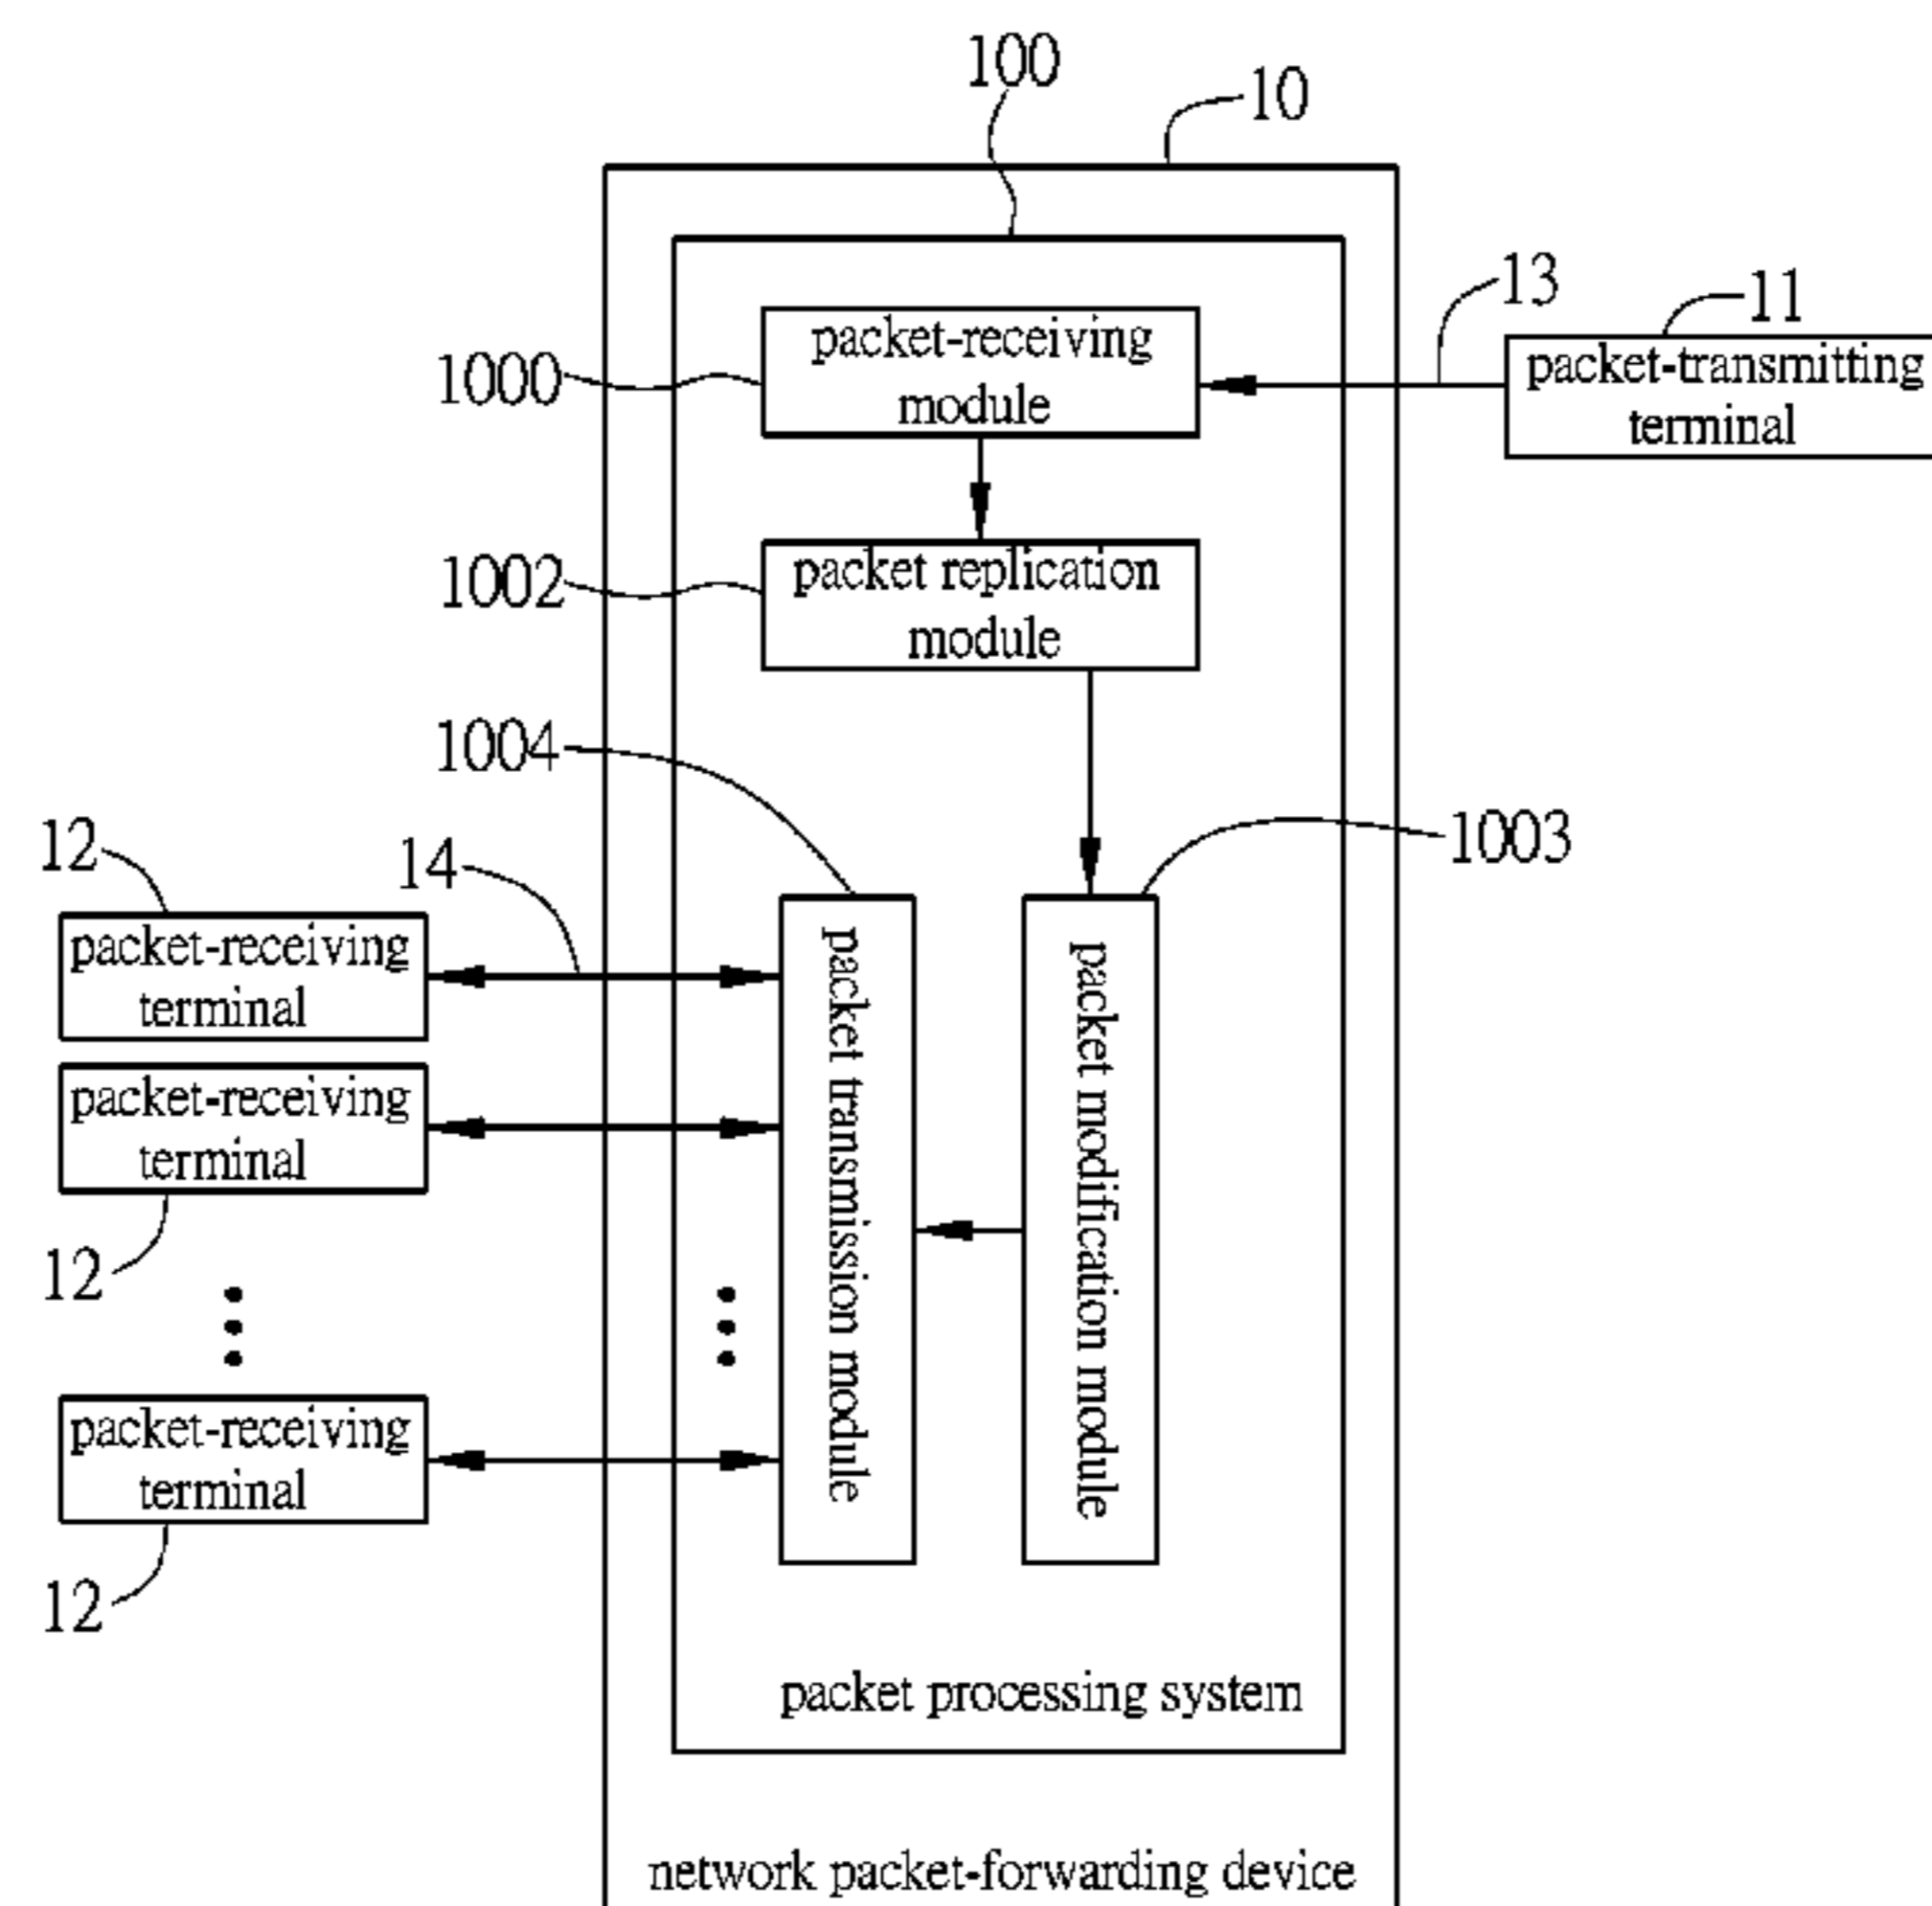 100
10
13
11
packet-receiving
module
1000
packet-transmitting
terminal
1002
packet replication
module
1004
1003
12
14
packet-receiving
terminal
packet transmission module
packet modification module
packet-receiving
terminal
12
packet-receiving
terminal
12
packet processing system
network packet-forwarding device